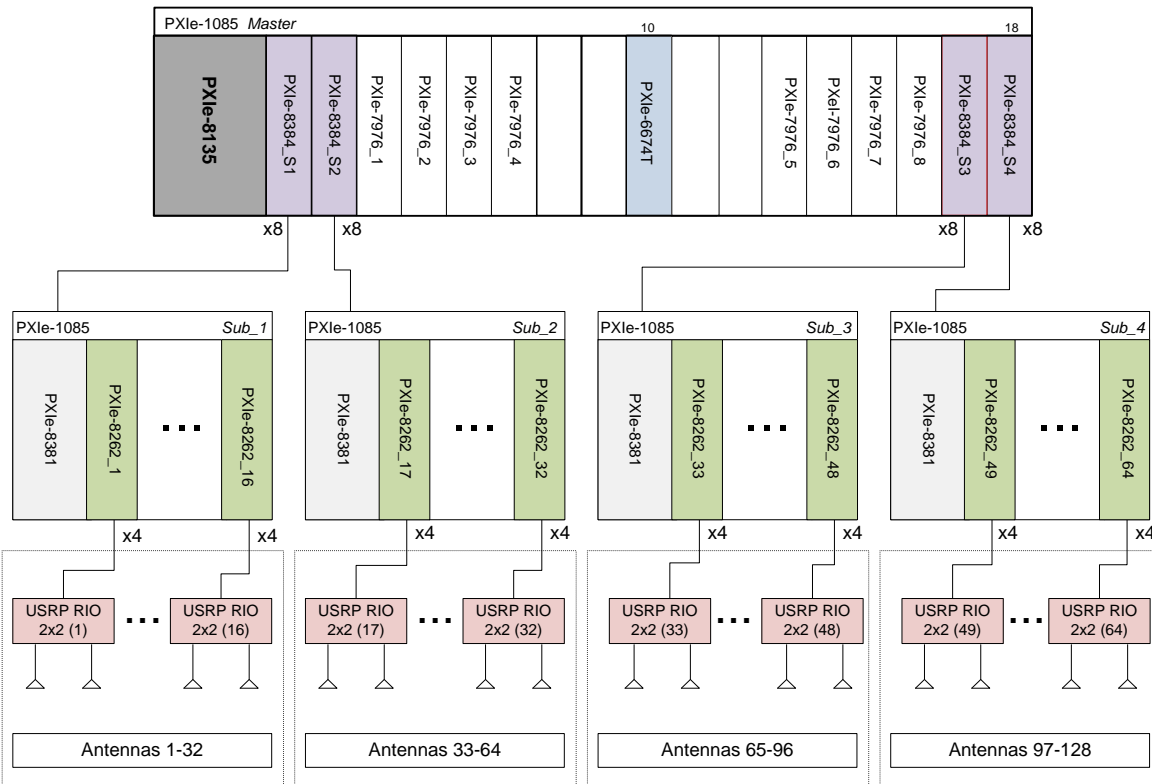 PXIe-1085 Master
10
18
PXIe-8135
PXIe-8384_S1
PXIe-8384_S2
PXIe-7976_1
PXIe-7976_2
PXIe-7976_3
PXIe-7976_4
PXIe-6674T
PXIe-7976_5
PXeI-7976_6
PXIe-7976_7
PXIe-7976_8
PXIe-8384_S3
PXIe-8384_S4
x8
x8
x8
x8
PXIe-1085 Sub_1
PXIe-8381
PXIe-8262_1
PXIe-8262_16
x4
x4
PXIe-1085 Sub_2
PXIe-8381
PXIe-8262_17
PXIe-8262_32
x4
x4
PXIe-1085 Sub_3
PXIe-8381
PXIe-8262_33
PXIe-8262_48
x4
x4
PXIe-1085 Sub_4
PXIe-8381
PXIe-8262_49
PXIe-8262_64
x4
x4
USRP RIO
2x2 (1)
USRP RIO
2x2 (16)
USRP RIO
2x2 (17)
USRP RIO
2x2 (32)
USRP RIO
2x2 (33)
USRP RIO
2x2 (48)
USRP RIO
2x2 (49)
USRP RIO
2x2 (64)
Antennas 1-32
Antennas 33-64
Antennas 65-96
Antennas 97-128